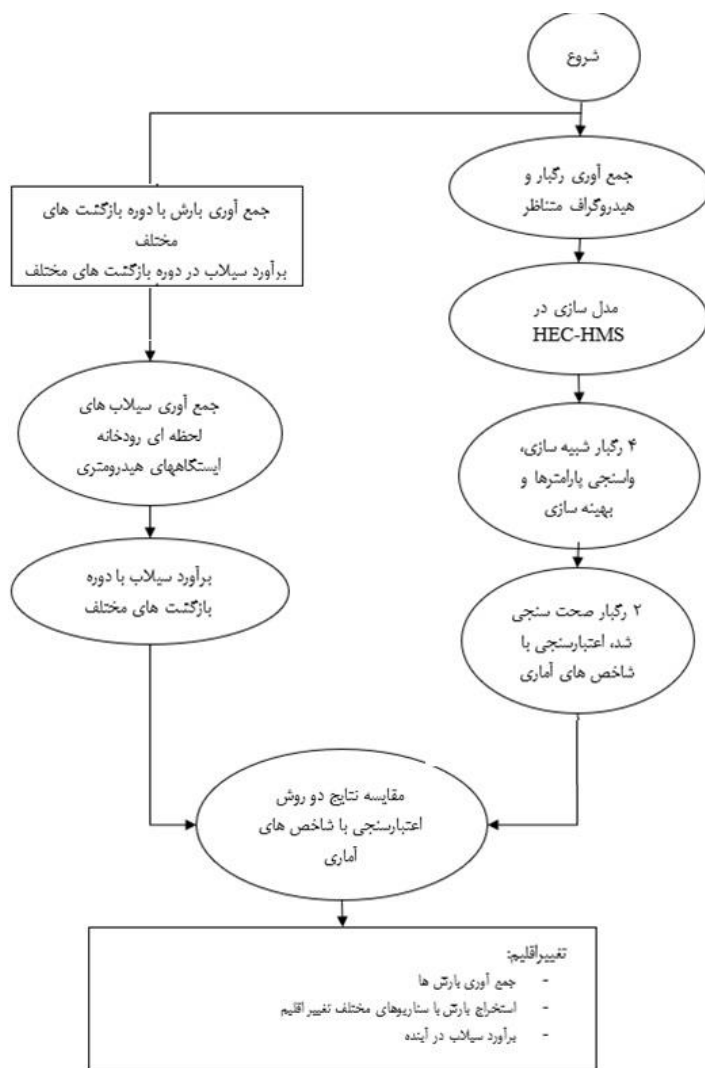 شروع
جمع آوری رگبار و
هیدروگراف متناظر
مدل سازی در
HEC-HMS
۴ رگبار شبیه سازی،
واسنجی پارامترها و
بهینه سازی
۲ رگبار صحت سنجی
شد، اعتبارسنجی با
شاخص های آماری
جمع آوری بارش با دوره بازگشت های
مختلف
برآورد سیلاب در دوره بازگشت های مختلف
جمع آوری سیلاب های
لحظه ای رودخانه
ایستگاههای هیدرومتری
برآورد سیلاب با دوره
بازگشت های مختلف
مقایسه نتایج دو روش
اعتبارسنجی با شاخص های
آماری
تغییراقلیم:
- جمع آوری بارش ها
- استخراج بارش با سناریوهای مختلف تغییر اقلیم
- برآورد سیلاب در آینده